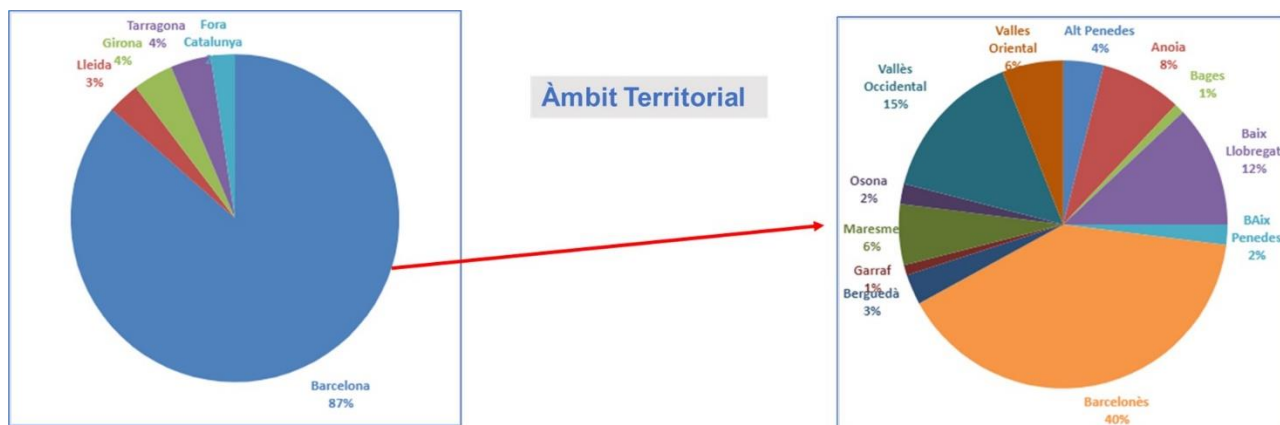 Tarragona
4%
Fora
Catalunya
Girona
4%
Lleida
3%
Barcelona
87%
Àmbit Territorial
Valles
Oriental
6%
Alt Penedes
4%
Anoia
8%
Bages
1%
Vallès
Occidental
15%
Baix
Llobregat
12%
Osona
2%
Maresme
6%
BAix
Penedes
2%
Garraf
1%
Berguedà
3%
Barcelonès
40%